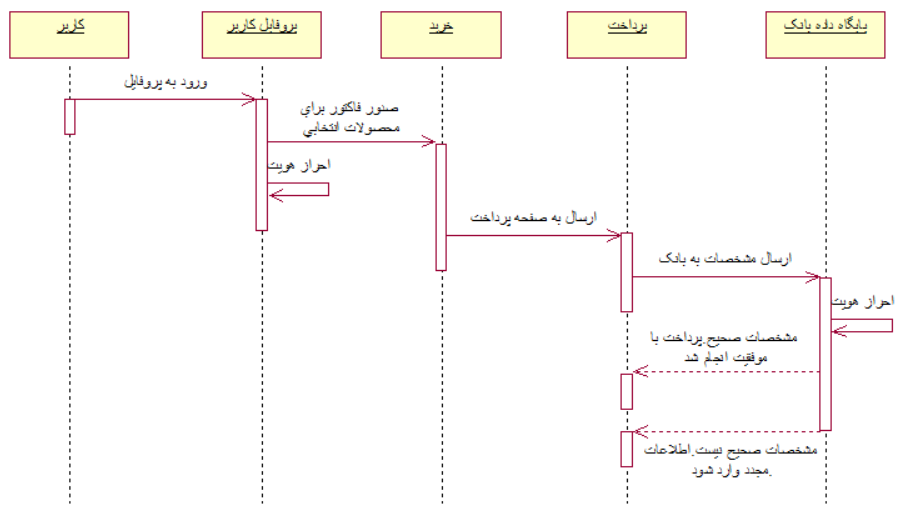 کاربر
پروفایل کاربر
خرید
پرداخت
پایگاه داده بانک
ورود به پروفایل
صدور فاکتور براي
محصولات انتخابي
احراز هویت
ارسال به صفحه پرداخت
ارسال مشخصات به بانک
احراز هویت
مشخصات صحیح.پرداخت با
موفقیت انجام شد
مشخصات صحیح نیست.اطلاعات
مجدد وارد شود.